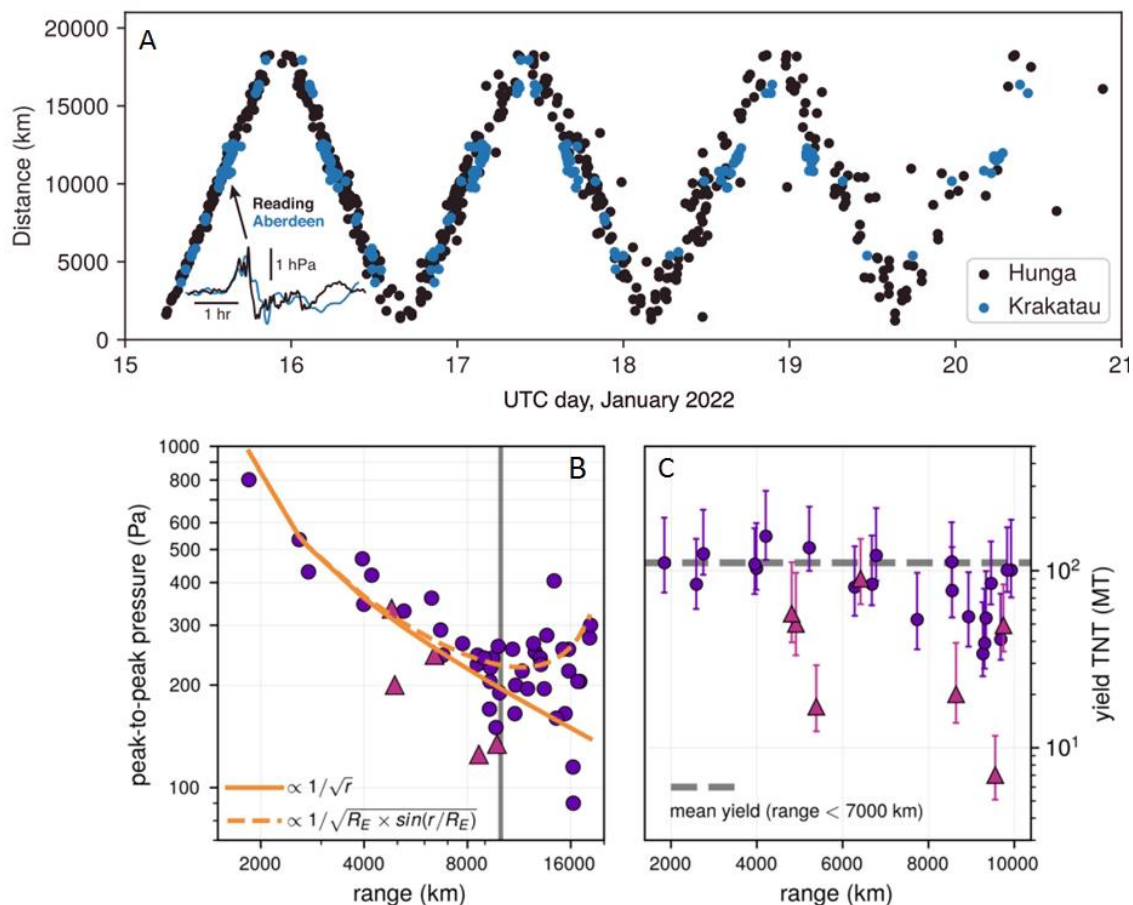 A
20000
15000
10000
5000
0
Distance (km)
Reading
Aberdeen
1 hPa
1 hr
Hunga
Krakatau
15 16 17 18 19 20 21
UTC day, January 2022
B
1000
800
600
500
400
300
200
100
peak-to-peak pressure (Pa)
∝ 1/√r
∝ 1/√(R_E × sin(r/R_E))
2000 4000 8000 16000
range (km)
C
10²
10¹
yield TNT (MT)
mean yield (range < 7000 km)
2000 4000 6000 8000 10000
range (km)